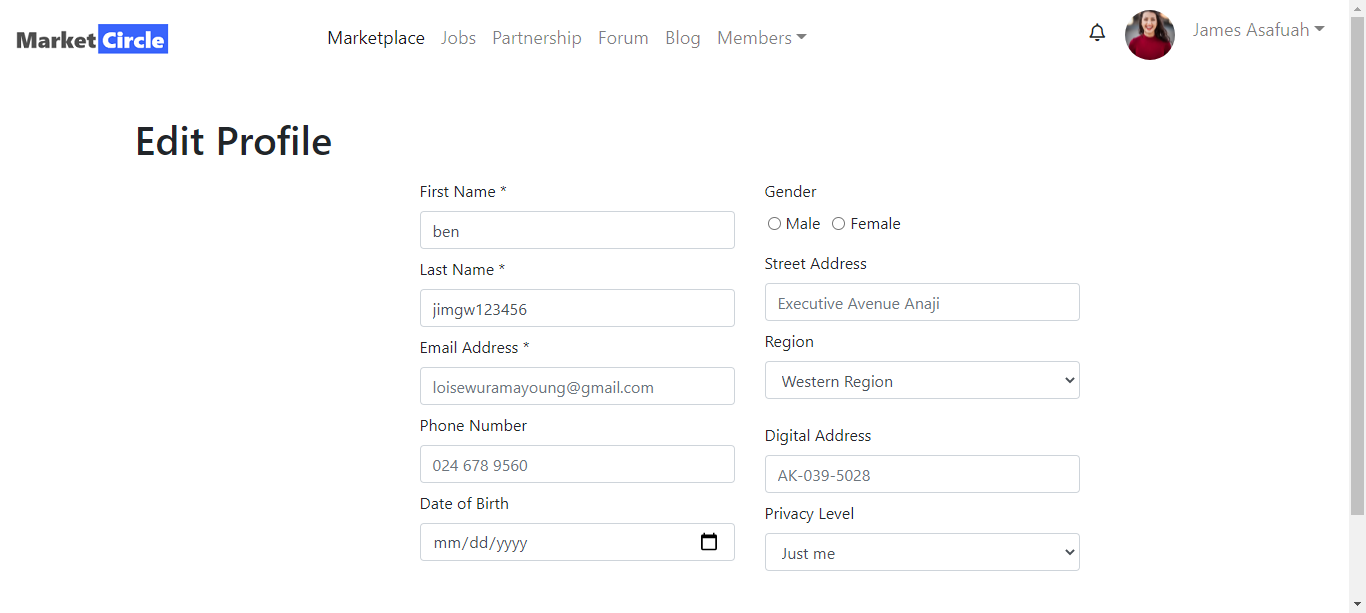 Market Circle
Marketplace Jobs Partnership Forum Blog Members
James Asafuah
Edit Profile
First Name *
ben
Last Name *
jimgw123456
Email Address *
loisewuramayoung@gmail.com
Phone Number
024 678 9560
Date of Birth
mm/dd/yyyy
Gender
Male Female
Street Address
Executive Avenue Anaji
Region
Western Region
Digital Address
AK-039-5028
Privacy Level
Just me